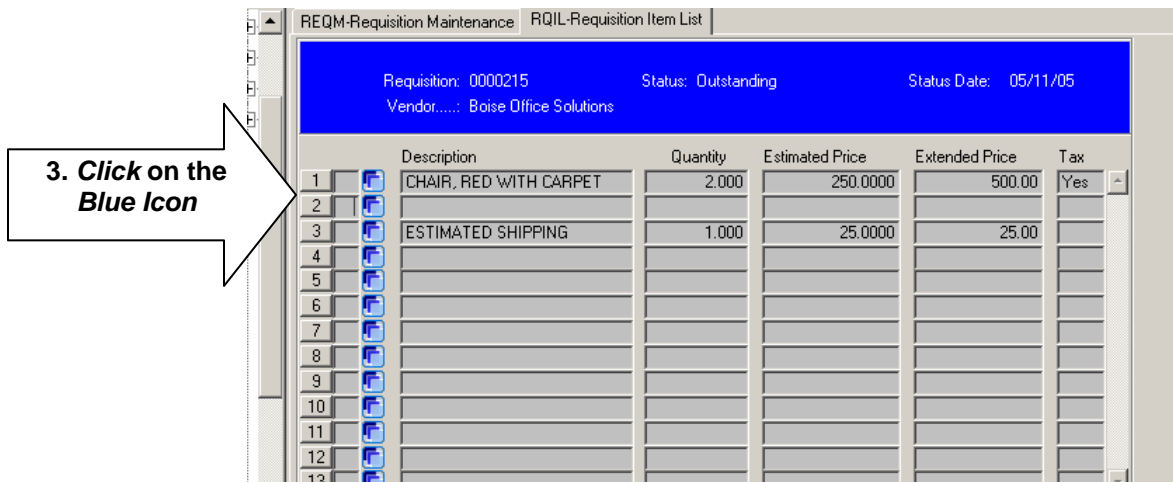 REQM-Requisition Maintenance RQIL-Requisition Item List
Requisition: 0000215 Status: Outstanding Status Date: 05/11/05
Vendor.....: Boise Office Solutions
3. Click on the
Blue Icon
Description Quantity Estimated Price Extended Price Tax
1 CHAIR, RED WITH CARPET 2.000 250.0000 500.00 Yes
2
3 ESTIMATED SHIPPING 1.000 25.0000 25.00
4
5
6
7
8
9
10
11
12
13